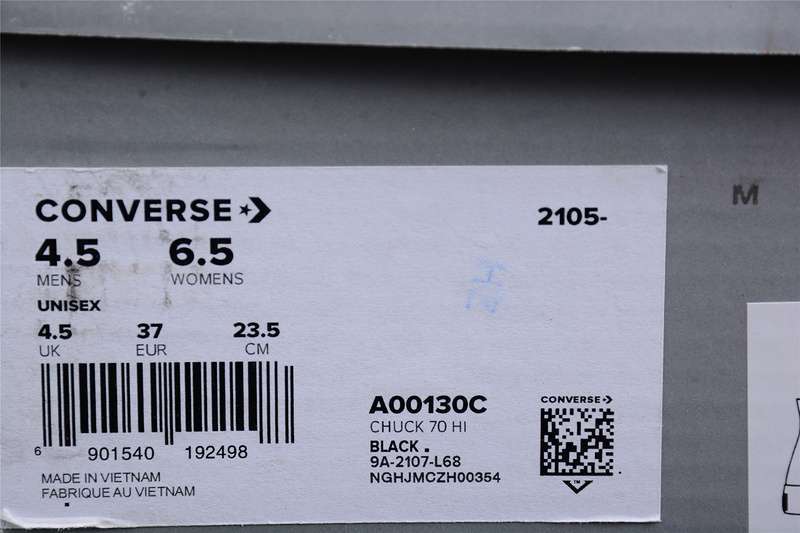 CONVERSE
2105-
M
4.5 6.5
MENS WOMENS
UNISEX
4.5 37 23.5
UK EUR CM
6 901540 192498
MADE IN VIETNAM
FABRIQUE AU VIETNAM
A00130C
CHUCK 70 HI
BLACK .
9A-2107-L68
NGHJMCZH00354
CONVERSE